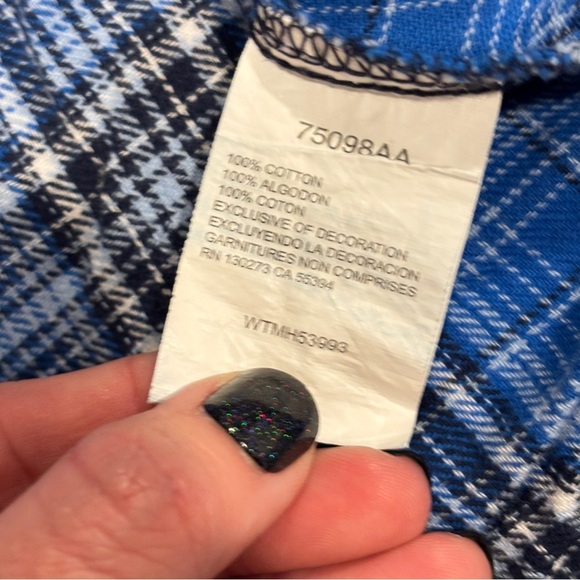 75098AA
100% COTTON
100% ALGODON
100% COTON
EXCLUSIVE OF DECORATION
EXCLUYENDO LA DECORACION
GARNITURES NON COMPRISES
RN 130273 CA 55394
WTMH53993